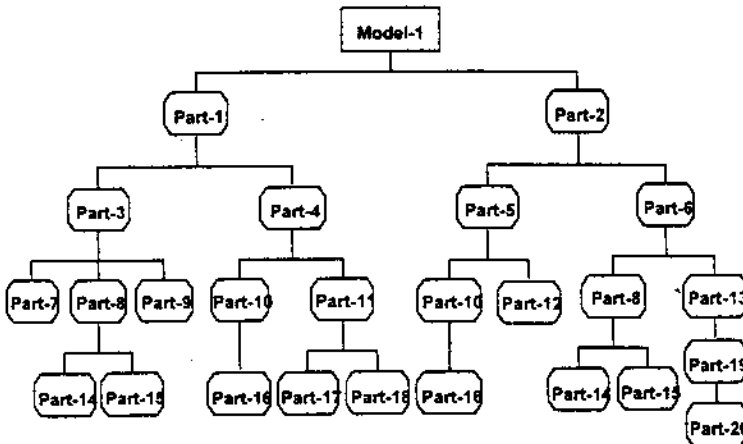 Model-1
Part-1
Part-2
Part-3
Part-4
Part-5
Part-6
Part-7
Part-8
Part-9
Part-10
Part-11
Part-10
Part-12
Part-8
Part-13
Part-14
Part-15
Part-16
Part-17
Part-18
Part-16
Part-14
Part-15
Part-19
Part-20